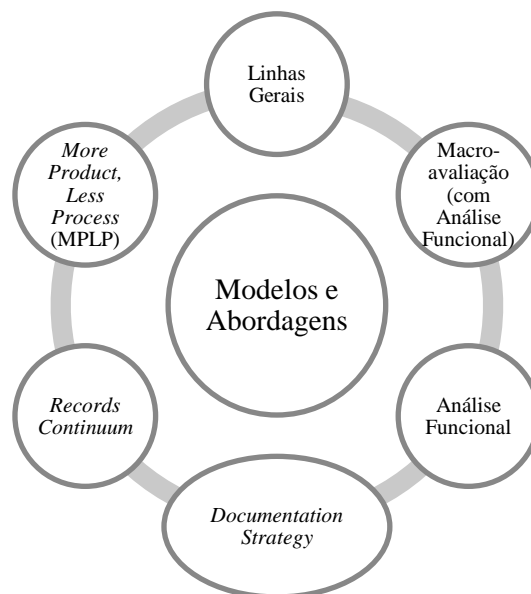 Linhas
Gerais
Macro-
avaliação
(com
Análise
Funcional)
Análise
Funcional
Documentation
Strategy
Records
Continuum
More
Product,
Less
Process
(MPLP)
Modelos e
Abordagens